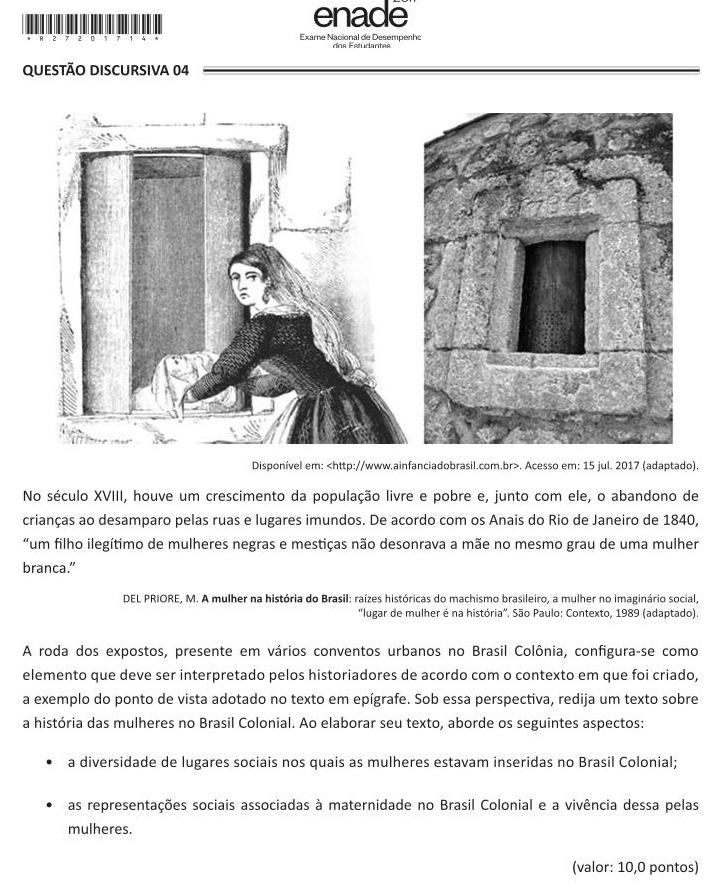 * R 2 7 2 0 1 7 1 4 *
enade
Exame Nacional de Desempenho
dos Estudantes
QUESTÃO DISCURSIVA 04
Disponível em: <http://www.ainfanciadobrasil.com.br>. Acesso em: 15 jul. 2017 (adaptado).
No século XVIII, houve um crescimento da população livre e pobre e, junto com ele, o abandono de
crianças ao desamparo pelas ruas e lugares imundos. De acordo com os Anais do Rio de Janeiro de 1840,
“um filho ilegítimo de mulheres negras e mestiças não desonrava a mãe no mesmo grau de uma mulher
branca.”
DEL PRIORE, M. A mulher na história do Brasil: raízes históricas do machismo brasileiro, a mulher no imaginário social,
“lugar de mulher é na história”. São Paulo: Contexto, 1989 (adaptado).
A roda dos expostos, presente em vários conventos urbanos no Brasil Colônia, configura-se como
elemento que deve ser interpretado pelos historiadores de acordo com o contexto em que foi criado,
a exemplo do ponto de vista adotado no texto em epígrafe. Sob essa perspectiva, redija um texto sobre
a história das mulheres no Brasil Colonial. Ao elaborar seu texto, aborde os seguintes aspectos:
• a diversidade de lugares sociais nos quais as mulheres estavam inseridas no Brasil Colonial;
• as representações sociais associadas à maternidade no Brasil Colonial e a vivência dessa pelas
mulheres.
(valor: 10,0 pontos)